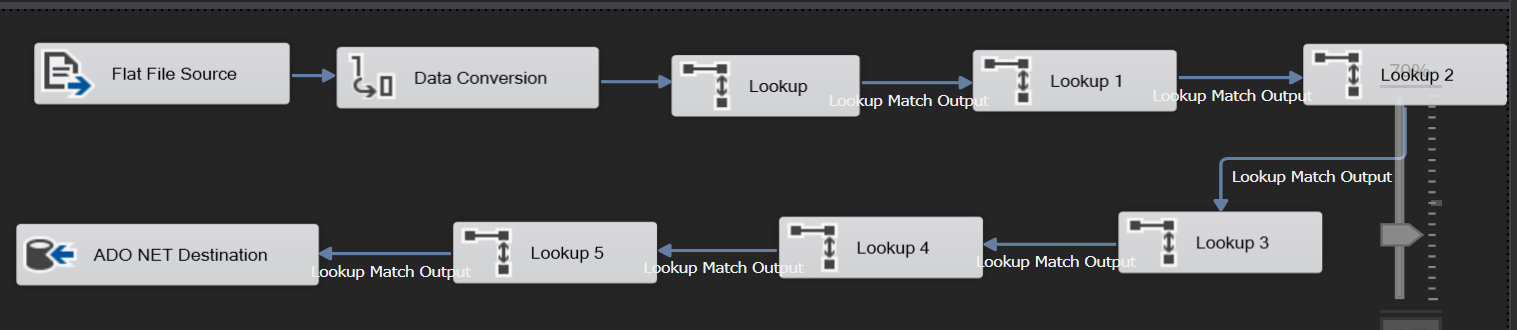 Flat File Source
Data Conversion
Lookup
Lookup Match Output
Lookup 1
Lookup Match Output
Lookup 2
70%
Lookup Match Output
Lookup 3
Lookup Match Output
Lookup 4
Lookup Match Output
Lookup 5
Lookup Match Output
ADO NET Destination